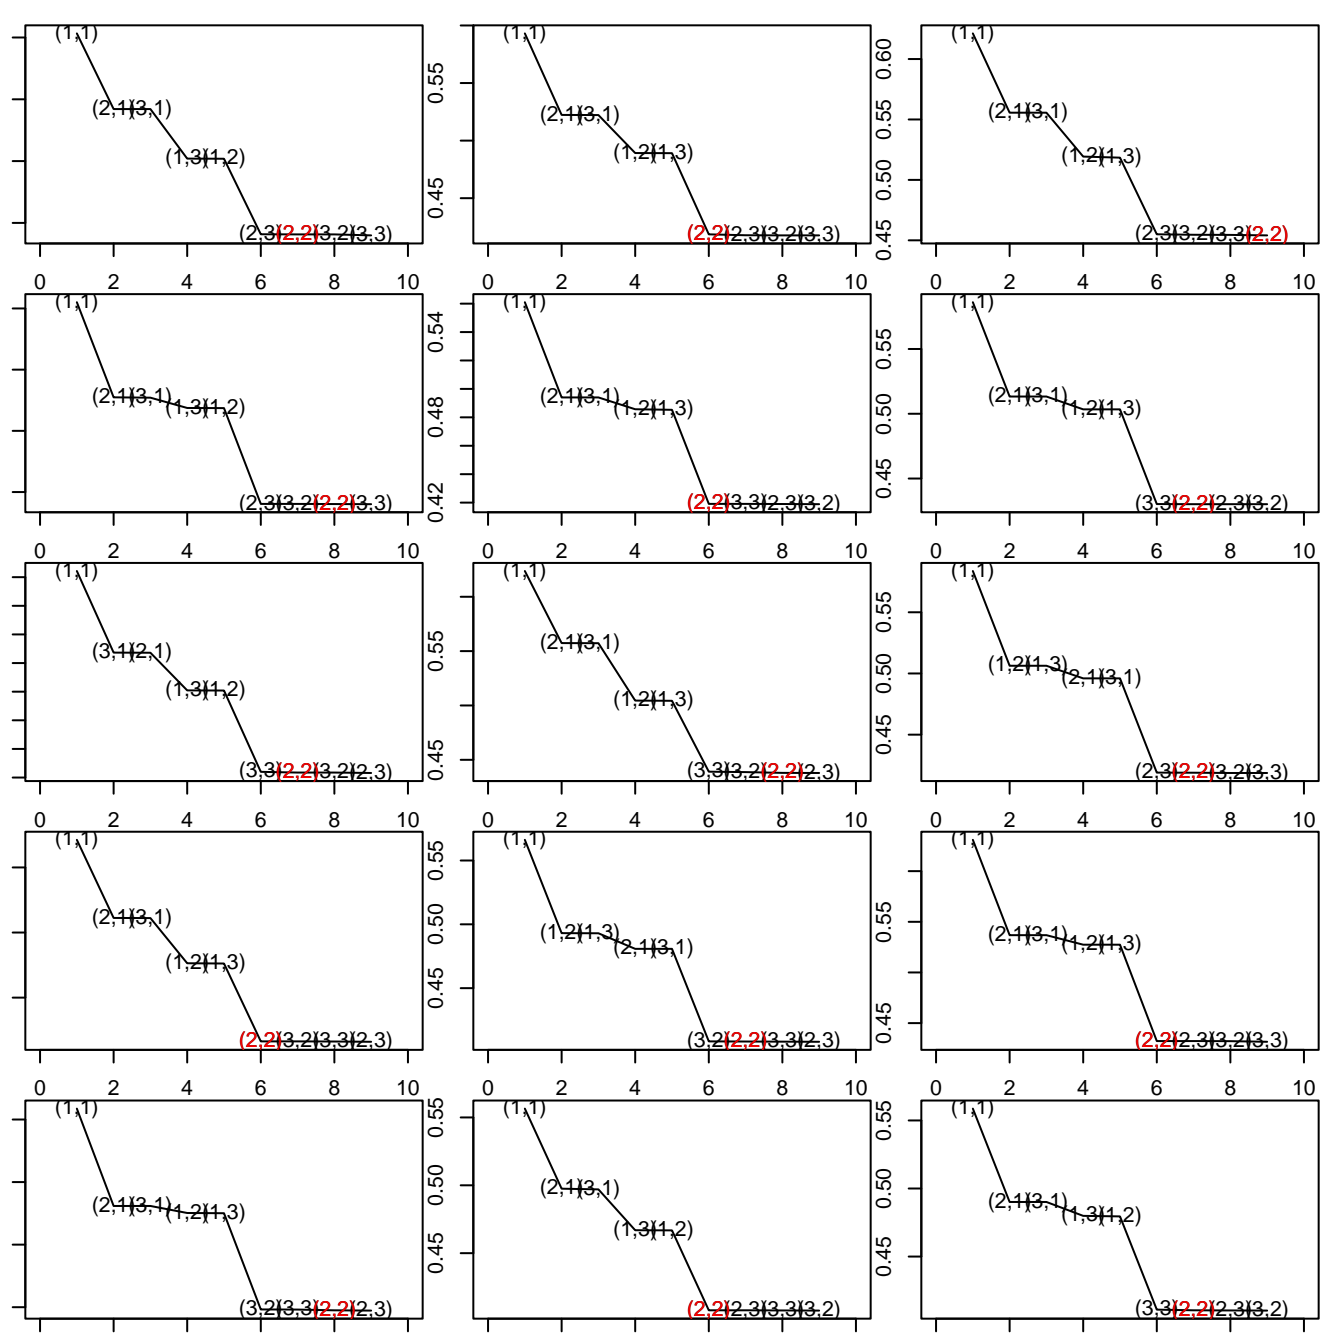 (1,1) (1,1) (1,1)
0.55 0.60
(2,1) (3,1) (2,1) (3,1) (2,1) (3,1)
0.55
(1,3) (1,2) (1,2) (1,3) (1,2) (1,3)
0.45 0.50
(2,3) (2,2) (3,2) (3,3) (2,2) (2,3) (3,2) (3,3) (2,3) (3,2) (3,3) (2,2)
0.45
0 2 4 6 8 10 0 2 4 6 8 10 0 2 4 6 8 10
(1,1) (1,1) (1,1)
0.54 0.55
(2,1) (3,1) (2,1) (3,1) (2,1) (3,1)
(1,3) (1,2) (1,2) (1,3) (1,2) (1,3)
0.48 0.50
0.42 0.45
(2,3) (3,2) (2,2) (3,3) (2,2) (3,3) (2,3) (3,2) (3,3) (2,2) (2,3) (3,2)
0 2 4 6 8 10 0 2 4 6 8 10 0 2 4 6 8 10
(1,1) (1,1) (1,1)
0.55 0.55
(3,1) (2,1) (2,1) (3,1) (1,2) (1,3)
0.50
(1,3) (1,2) (1,2) (1,3) (2,1) (3,1)
0.45 0.45
(3,3) (2,2) (3,2) (2,3) (3,3) (3,2) (2,2) (2,3) (2,3) (2,2) (3,2) (3,3)
0 2 4 6 8 10 0 2 4 6 8 10 0 2 4 6 8 10
(1,1) (1,1) (1,1)
0.55 0.55
(2,1) (3,1) (1,2) (1,3) (2,1) (3,1)
0.50
(1,2) (1,3) (2,1) (3,1) (1,2) (1,3)
0.45 0.45
(2,2) (3,2) (3,3) (2,3) (3,2) (2,2) (3,3) (2,3) (2,2) (2,3) (3,2) (3,3)
0 2 4 6 8 10 0 2 4 6 8 10 0 2 4 6 8 10
(1,1) (1,1) (1,1)
0.55 0.55
(2,1) (3,1) (2,1) (3,1) (2,1) (3,1)
0.50 0.50
(1,2) (1,3) (1,3) (1,2) (1,3) (1,2)
0.45 0.45
(3,2) (3,3) (2,2) (2,3) (2,2) (2,3) (3,3) (3,2) (3,3) (2,2) (2,3) (3,2)